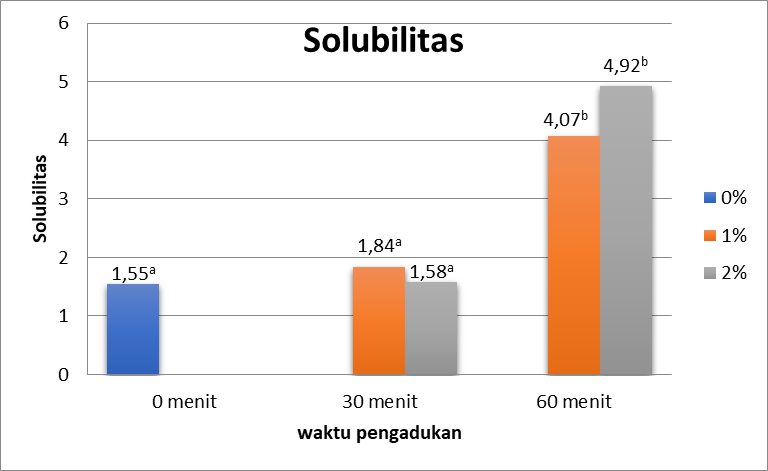 Solubilitas
6
5
4
3
2
1
0
Solubilitas
1,55ᵃ
1,84ᵃ
1,58ᵃ
4,07ᵇ
4,92ᵇ
0 menit
30 menit
60 menit
waktu pengadukan
0%
1%
2%